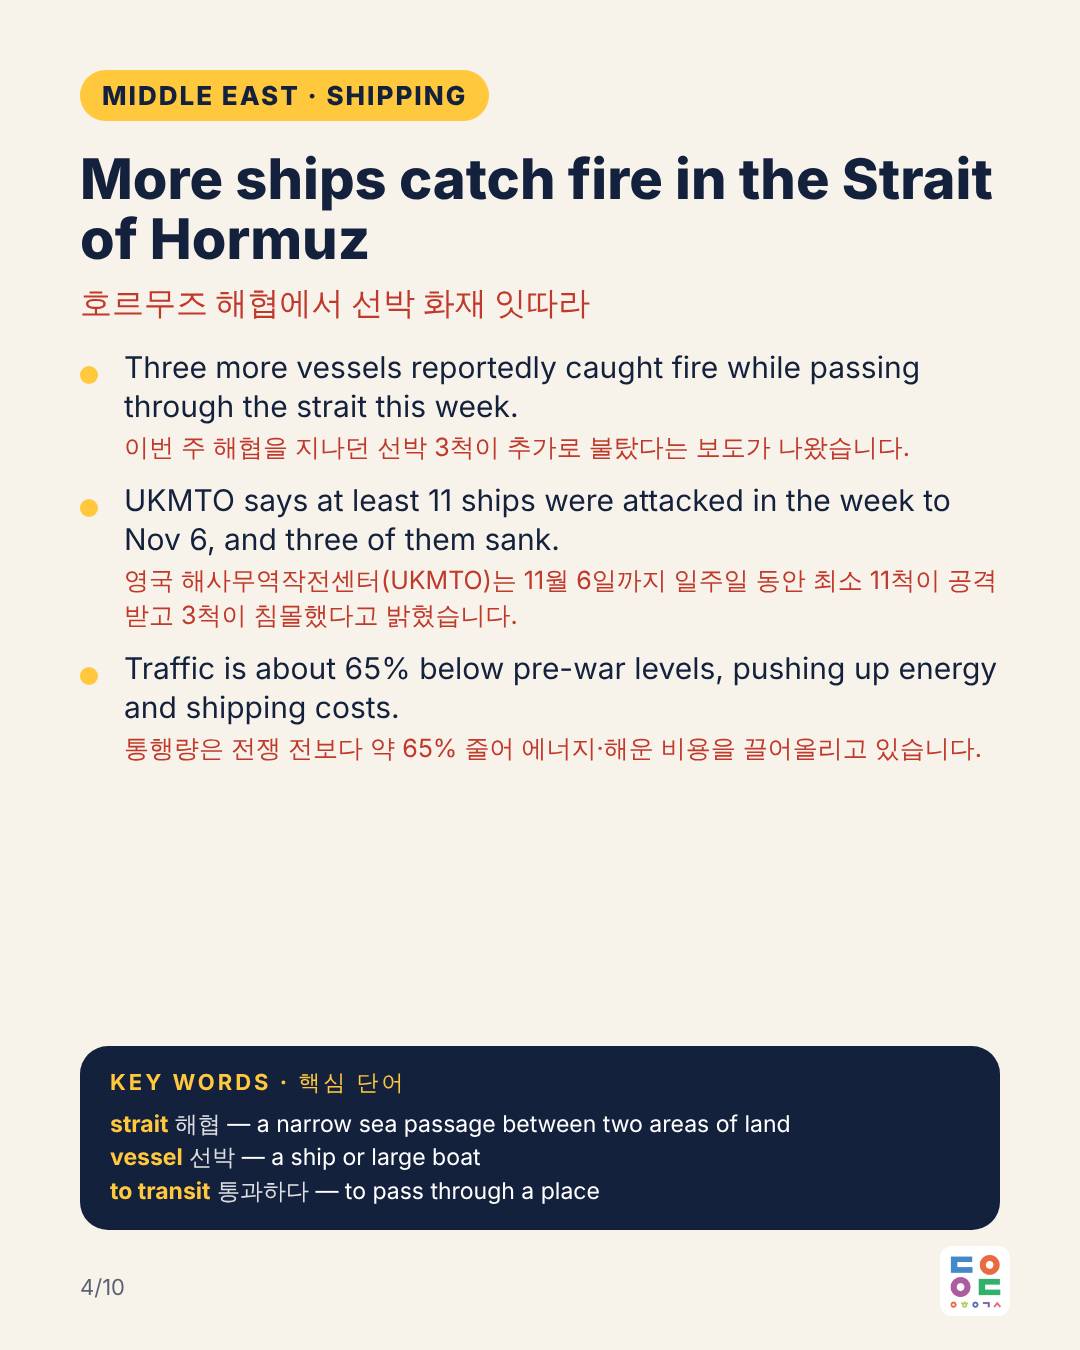 MIDDLE EAST · SHIPPING
More ships catch fire in the Strait
of Hormuz
호르무즈 해협에서 선박 화재 잇따라
Three more vessels reportedly caught fire while passing
through the strait this week.
이번 주 해협을 지나던 선박 3척이 추가로 불탔다는 보도가 나왔습니다.
UKMTO says at least 11 ships were attacked in the week to
Nov 6, and three of them sank.
영국 해사무역작전센터(UKMTO)는 11월 6일까지 일주일 동안 최소 11척이 공격
받고 3척이 침몰했다고 밝혔습니다.
Traffic is about 65% below pre-war levels, pushing up energy
and shipping costs.
통행량은 전쟁 전보다 약 65% 줄어 에너지·해운 비용을 끌어올리고 있습니다.
KEY WORDS · 핵심 단어
strait 해협 — a narrow sea passage between two areas of land
vessel 선박 — a ship or large boat
to transit 통과하다 — to pass through a place
4/10